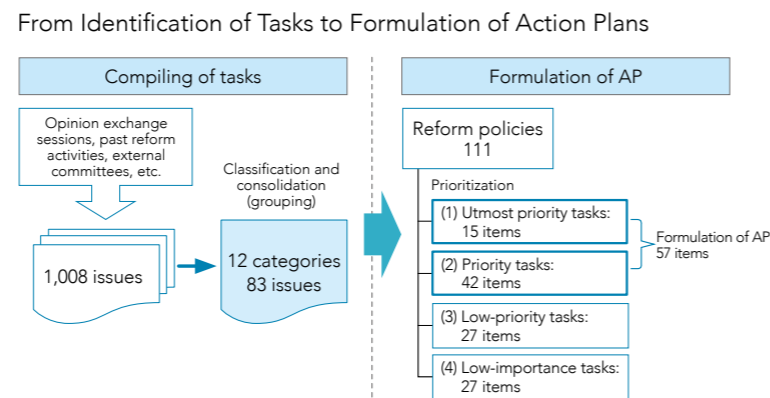 From Identification of Tasks to Formulation of Action Plans
Compiling of tasks
Opinion exchange
sessions, past reform
activities, external
committees, etc.
1,008 issues
Classification and
consolidation
(grouping)
12 categories
83 issues
Formulation of AP
Reform policies
111
Prioritization
(1) Utmost priority tasks:
15 items
(2) Priority tasks:
42 items
Formulation of AP
57 items
(3) Low-priority tasks:
27 items
(4) Low-importance tasks:
27 items